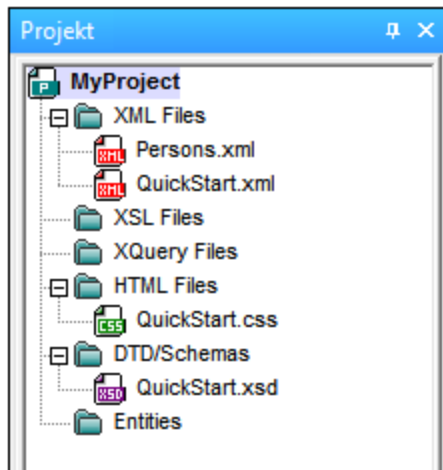 Projekt
MyProject
XML Files
Persons.xml
QuickStart.xml
XSL Files
XQuery Files
HTML Files
QuickStart.css
DTD/Schemas
QuickStart.xsd
Entities